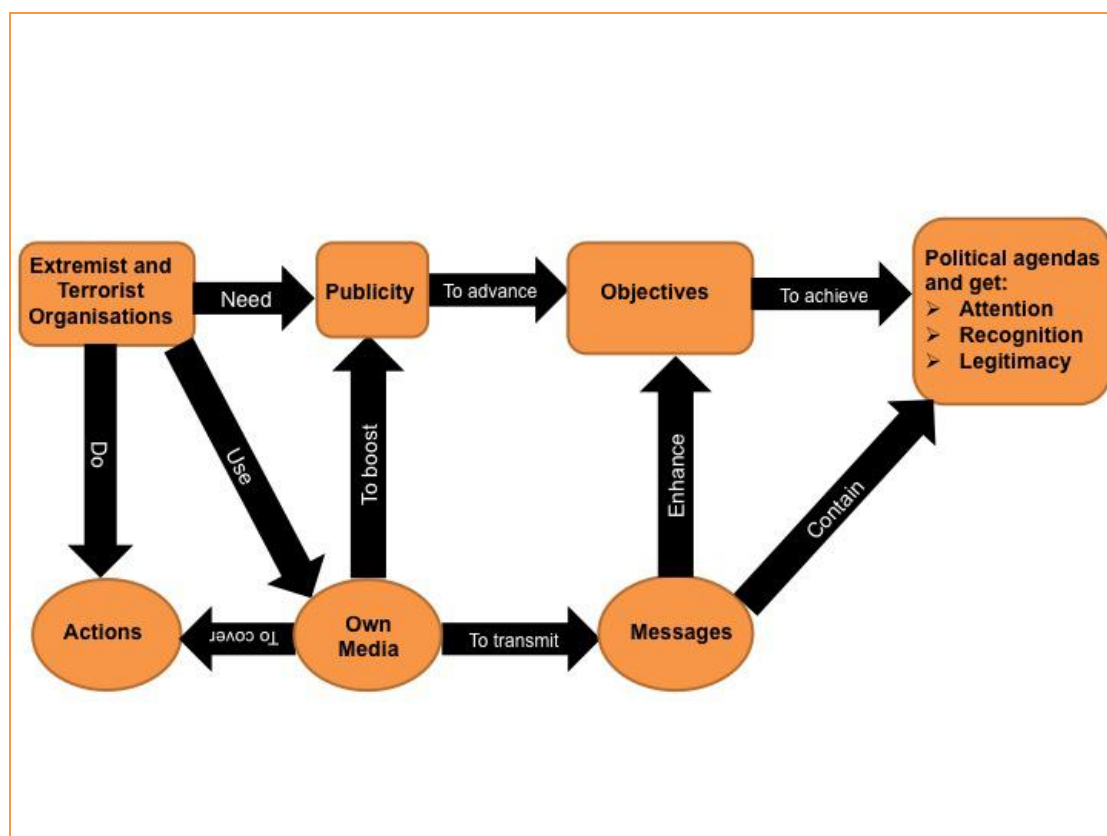 Extremist and
Terrorist
Organisations
Need
Publicity
To advance
Objectives
To achieve
Political agendas
and get:
➢ Attention
➢ Recognition
➢ Legitimacy
Do
Use
To boost
Enhance
Contain
Actions
To cover
Own
Media
To transmit
Messages